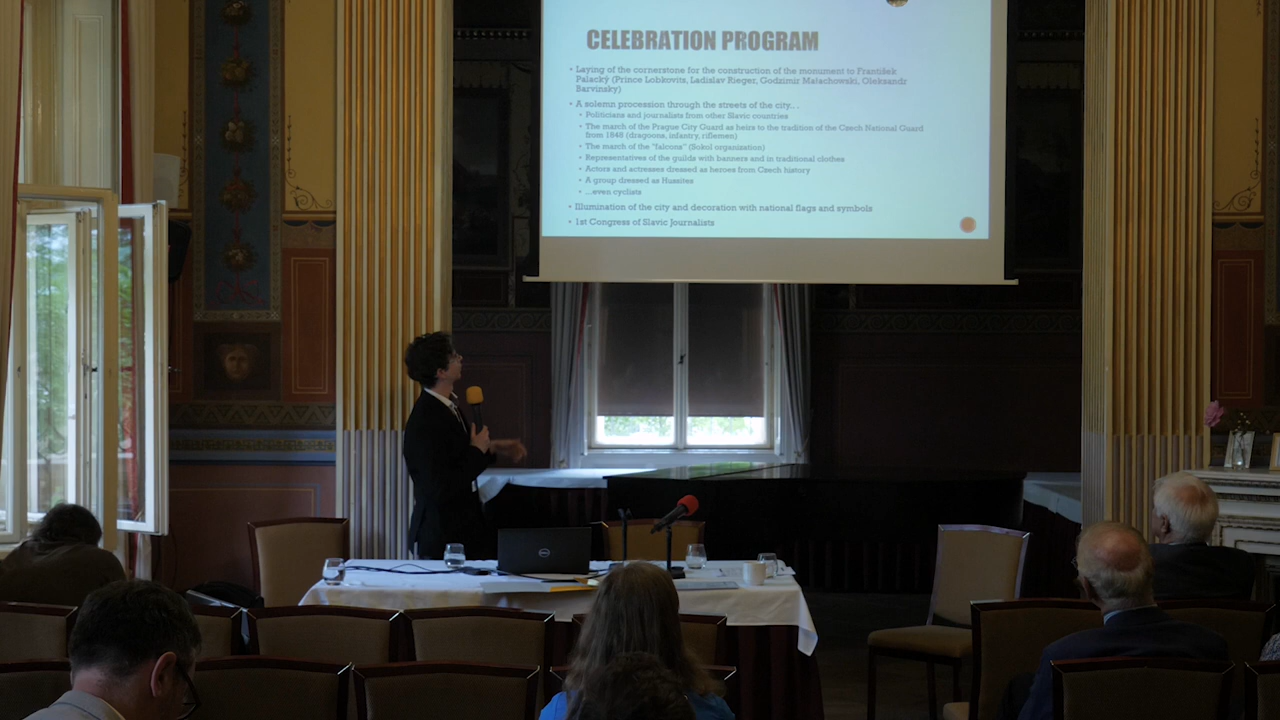 CELEBRATION PROGRAM
• Laying of the cornerstone for the construction of the monument to František
Palacký (Prince Lobkovits, Ladislav Rieger, Godzimir Małachowski, Oleksandr
Barvinsky)
• A solemn procession through the streets of the city…
• Politicians and journalists from other Slavic countries
• The march of the Prague City Guard as heirs to the tradition of the Czech National Guard
from 1848 (dragoons, infantry, riflemen)
• The march of the "falcons" (Sokol organization)
• Representatives of the guilds with banners and in traditional clothes
• Actors and actresses dressed as heroes from Czech history
• A group dressed as Hussites
• …even cyclists
• Illumination of the city and decoration with national flags and symbols
• 1st Congress of Slavic Journalists
DELL